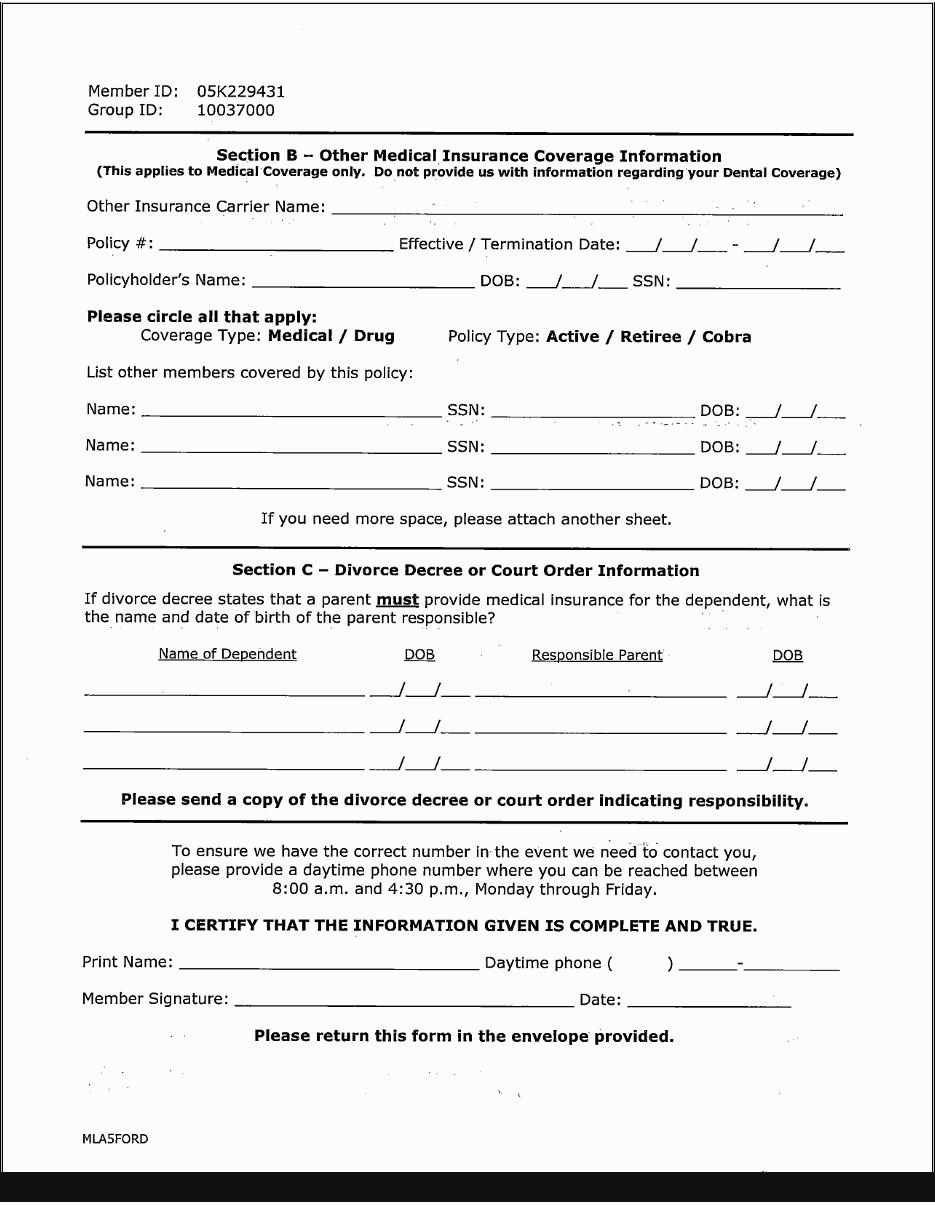 Member ID: 05K229431
Group ID: 10037000
Section B – Other Medical Insurance Coverage Information
(This applies to Medical Coverage only. Do not provide us with information regarding your Dental Coverage)
Other Insurance Carrier Name: ____________________
Policy #: ____________________ Effective / Termination Date: ___/___/___ - ___/___/___
Policyholder's Name: ____________________ DOB: ___/___/___ SSN: ____________________
Please circle all that apply:
Coverage Type: Medical / Drug Policy Type: Active / Retiree / Cobra
List other members covered by this policy:
Name: ____________________ SSN: ____________________ DOB: ___/___/___
Name: ____________________ SSN: ____________________ DOB: ___/___/___
Name: ____________________ SSN: ____________________ DOB: ___/___/___
If you need more space, please attach another sheet.
Section C – Divorce Decree or Court Order Information
If divorce decree states that a parent must provide medical insurance for the dependent, what is
the name and date of birth of the parent responsible?
Name of Dependent DOB Responsible Parent DOB
____________________ ___/___/___ ____________________ ___/___/___
____________________ ___/___/___ ____________________ ___/___/___
____________________ ___/___/___ ____________________ ___/___/___
Please send a copy of the divorce decree or court order indicating responsibility.
To ensure we have the correct number in the event we need to contact you,
please provide a daytime phone number where you can be reached between
8:00 a.m. and 4:30 p.m., Monday through Friday.
I CERTIFY THAT THE INFORMATION GIVEN IS COMPLETE AND TRUE.
Print Name: ____________________ Daytime phone ( ) ______-__________
Member Signature: ____________________ Date: ____________________
Please return this form in the envelope provided.
MLA5FORD